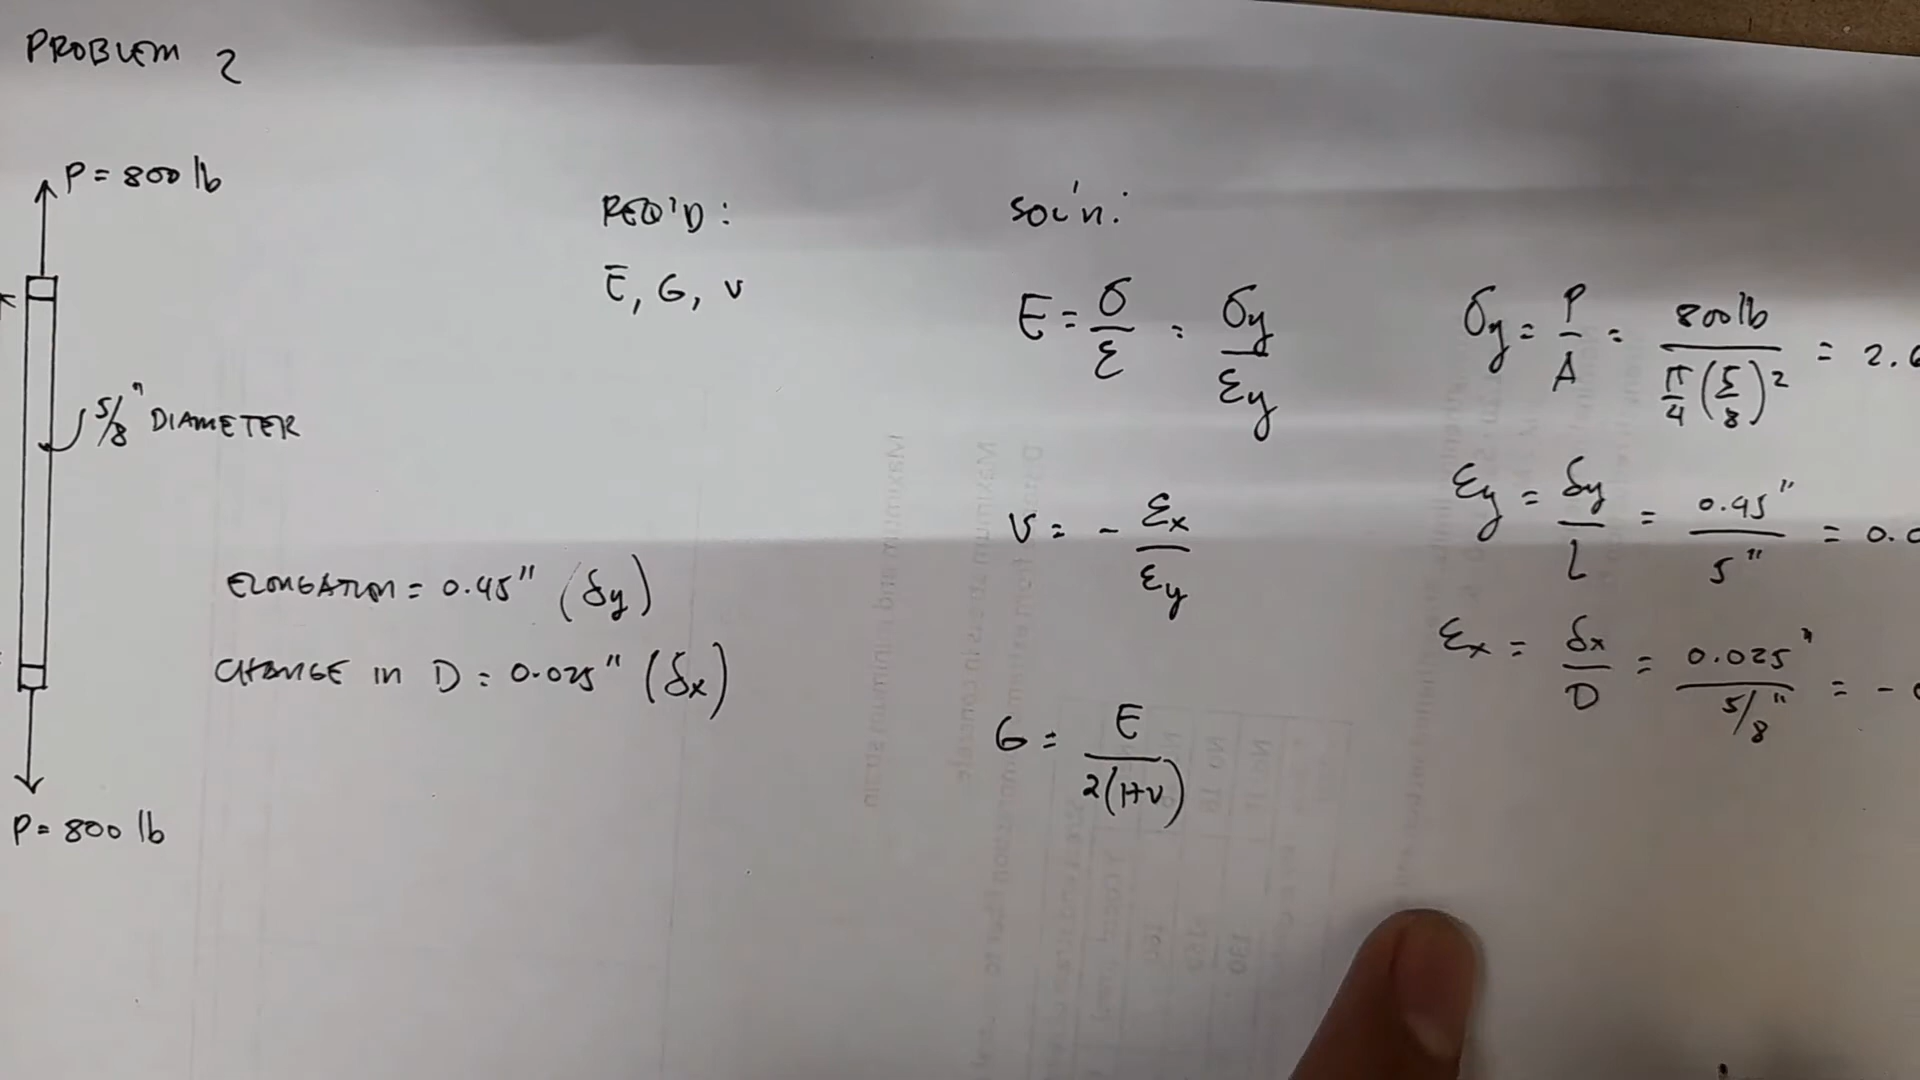 PROBLEM 2
P = 800 lb
5/8" DIAMETER
P = 800 lb
ELONGATION = 0.45" (δy)
CHANGE IN D = 0.025" (δx)
REQ'D :
E, G, ν
SOL'N:
E = σ/ε = σy/εy
ν = - εx/εy
G = E/2(1+ν)
σy = P/A = 800 lb/π/4(5/8)² = 2.6
εy = δy/L = 0.45"/5" = 0.0
εx = δx/D = 0.025"/5/8" = -